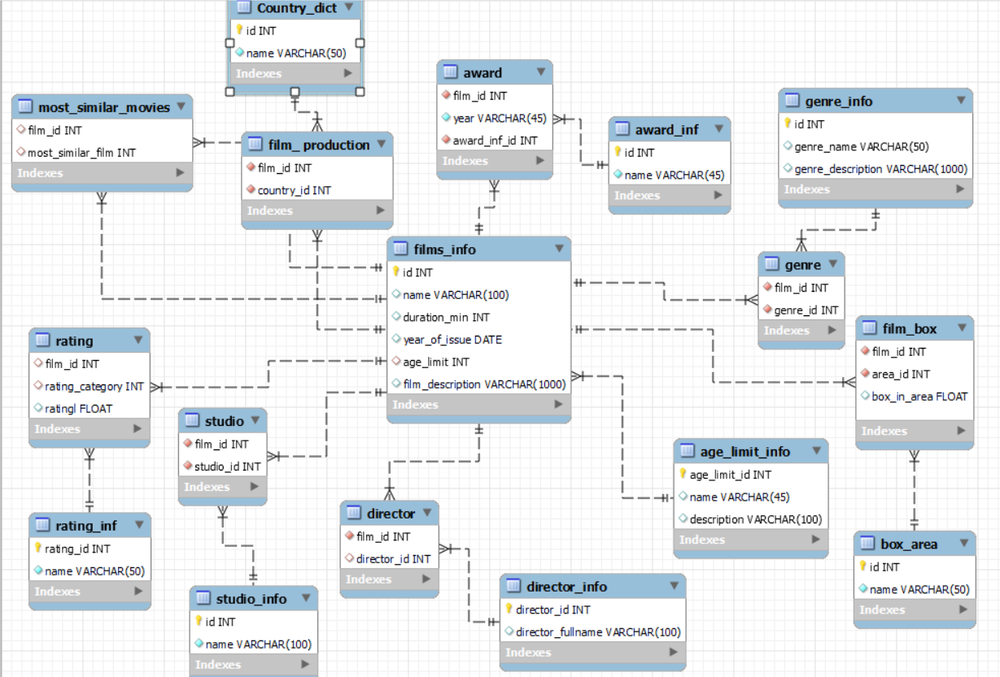 Country_dict
id INT
name VARCHAR(50)
Indexes
most_similar_movies
film_id INT
most_similar_film INT
Indexes
film_ production
film_id INT
country_id INT
Indexes
award
film_id INT
year VARCHAR(45)
award_inf_id INT
Indexes
award_inf
id INT
name VARCHAR(45)
Indexes
genre_info
id INT
genre_name VARCHAR(50)
genre_description VARCHAR(1000)
Indexes
films_info
id INT
name VARCHAR(100)
duration_min INT
year_of_issue DATE
age_limit INT
film_description VARCHAR(1000)
Indexes
genre
film_id INT
genre_id INT
Indexes
film_box
film_id INT
area_id INT
box_in_area FLOAT
Indexes
rating
film_id INT
rating_category INT
ratingl FLOAT
Indexes
studio
film_id INT
studio_id INT
Indexes
age_limit_info
age_limit_id INT
name VARCHAR(45)
description VARCHAR(100)
Indexes
director
film_id INT
director_id INT
Indexes
rating_inf
rating_id INT
name VARCHAR(50)
Indexes
box_area
id INT
name VARCHAR(50)
Indexes
studio_info
id INT
name VARCHAR(100)
Indexes
director_info
director_id INT
director_fullname VARCHAR(100)
Indexes